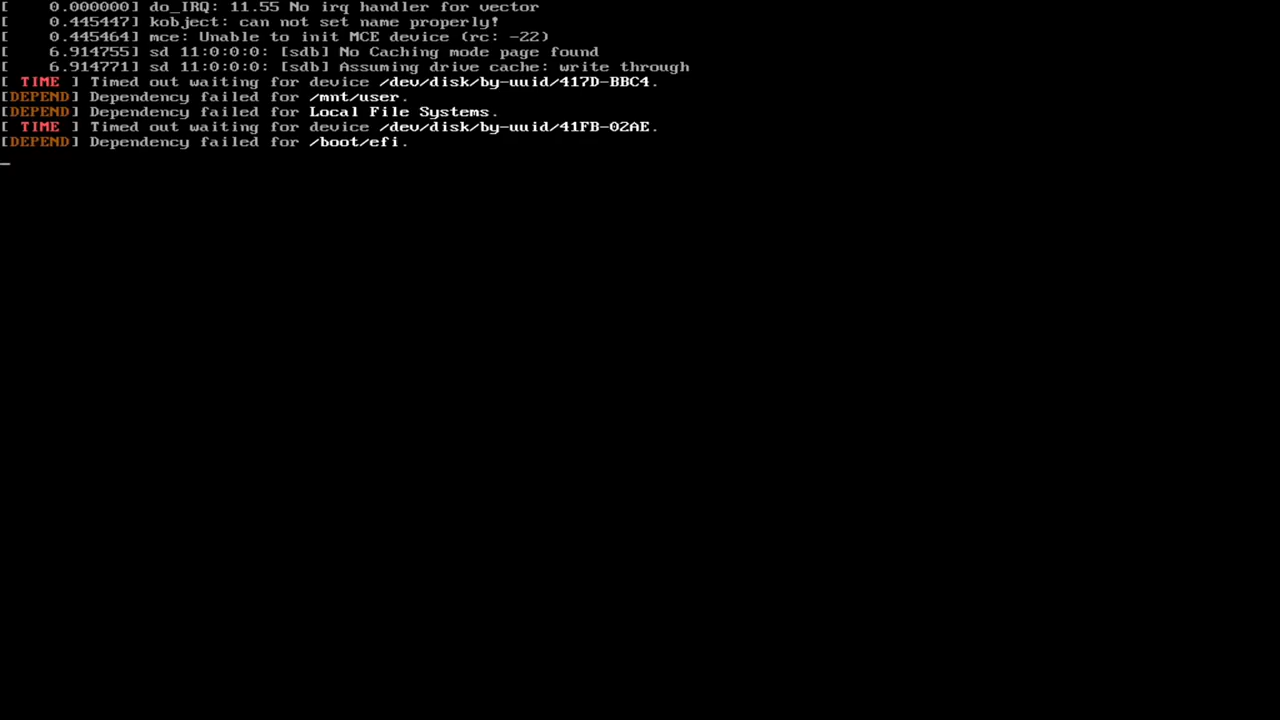 [    0.000000] do_IRQ: 11.55 No irq handler for vector
[    0.445447] kobject: can not set name properly!
[    0.445464] mce: Unable to init MCE device (rc: -22)
[    6.914755] sd 11:0:0:0: [sdb] No Caching mode page found
[    6.914771] sd 11:0:0:0: [sdb] Assuming drive cache: write through
[ TIME ] Timed out waiting for device /dev/disk/by-uuid/417D-BBC4.
[DEPEND] Dependency failed for /mnt/user.
[DEPEND] Dependency failed for Local File Systems.
[ TIME ] Timed out waiting for device /dev/disk/by-uuid/41FB-02AE.
[DEPEND] Dependency failed for /boot/efi.
_